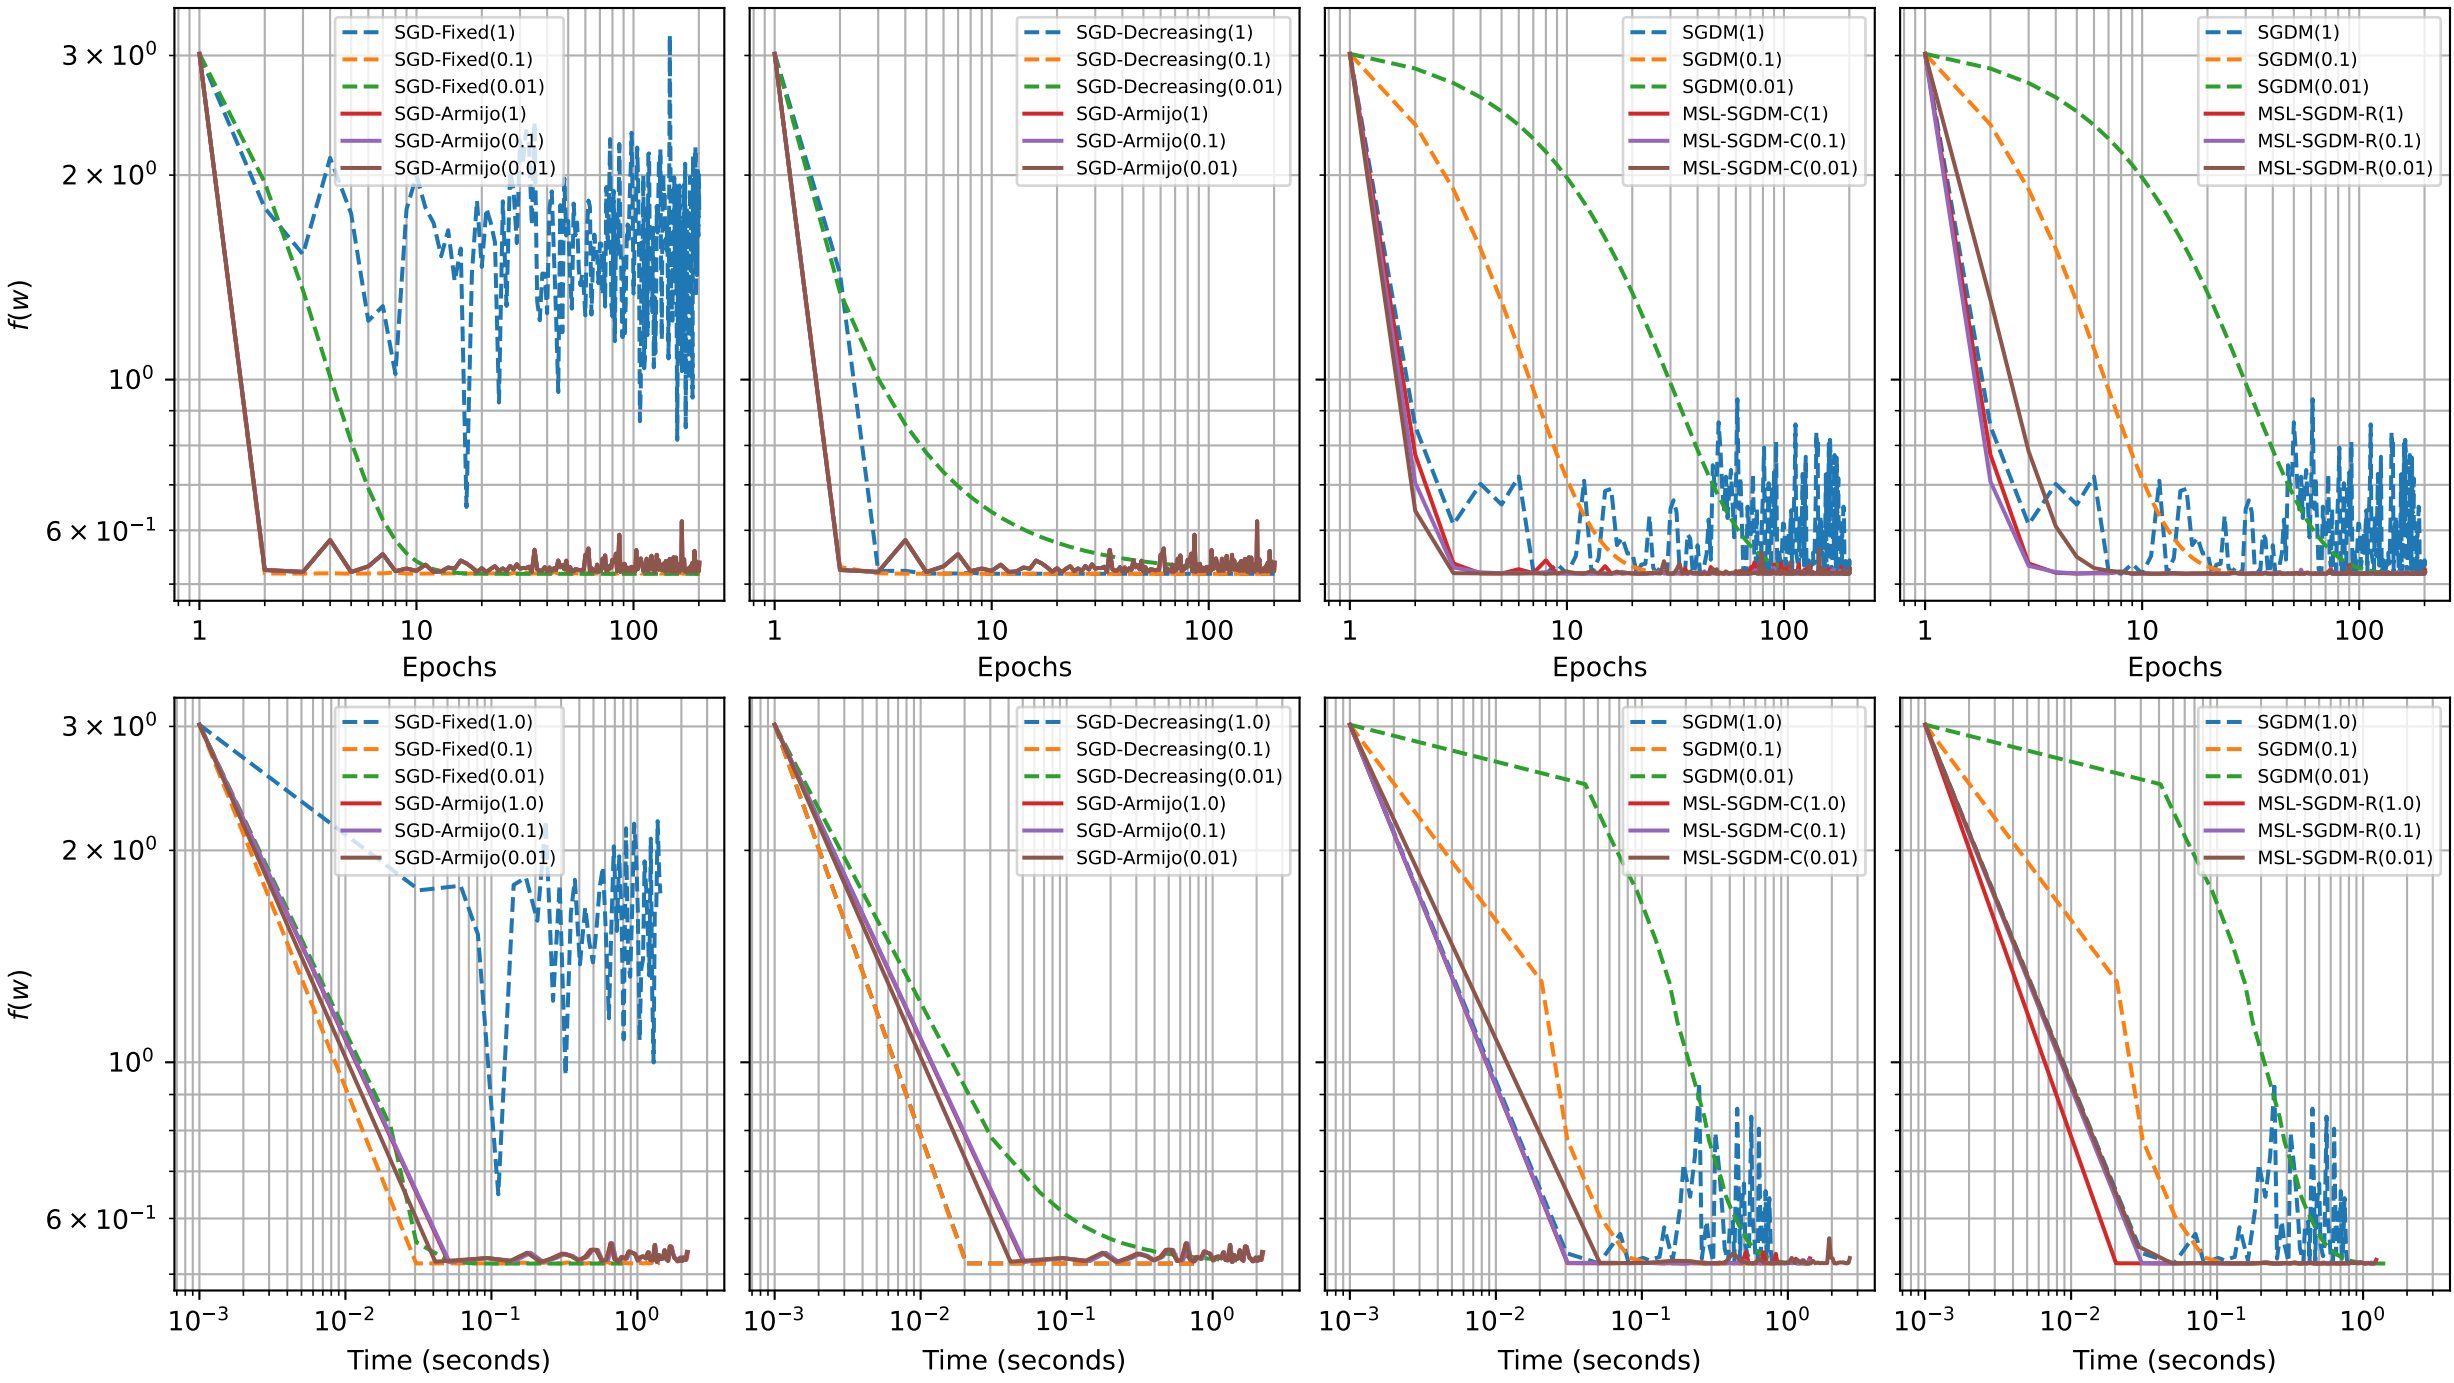 3 × 10⁰
2 × 10⁰
10⁰
6 × 10⁻¹
f(w)
SGD-Fixed(1)
SGD-Fixed(0.1)
SGD-Fixed(0.01)
SGD-Armijo(1)
SGD-Armijo(0.1)
SGD-Armijo(0.01)
1 10 100
Epochs
SGD-Decreasing(1)
SGD-Decreasing(0.1)
SGD-Decreasing(0.01)
SGD-Armijo(1)
SGD-Armijo(0.1)
SGD-Armijo(0.01)
1 10 100
Epochs
SGDM(1)
SGDM(0.1)
SGDM(0.01)
MSL-SGDM-C(1)
MSL-SGDM-C(0.1)
MSL-SGDM-C(0.01)
1 10 100
Epochs
SGDM(1)
SGDM(0.1)
SGDM(0.01)
MSL-SGDM-R(1)
MSL-SGDM-R(0.1)
MSL-SGDM-R(0.01)
1 10 100
Epochs
3 × 10⁰
2 × 10⁰
10⁰
6 × 10⁻¹
f(w)
SGD-Fixed(1.0)
SGD-Fixed(0.1)
SGD-Fixed(0.01)
SGD-Armijo(1.0)
SGD-Armijo(0.1)
SGD-Armijo(0.01)
10⁻³ 10⁻² 10⁻¹ 10⁰
Time (seconds)
SGD-Decreasing(1.0)
SGD-Decreasing(0.1)
SGD-Decreasing(0.01)
SGD-Armijo(1.0)
SGD-Armijo(0.1)
SGD-Armijo(0.01)
10⁻³ 10⁻² 10⁻¹ 10⁰
Time (seconds)
SGDM(1.0)
SGDM(0.1)
SGDM(0.01)
MSL-SGDM-C(1.0)
MSL-SGDM-C(0.1)
MSL-SGDM-C(0.01)
10⁻³ 10⁻² 10⁻¹ 10⁰
Time (seconds)
SGDM(1.0)
SGDM(0.1)
SGDM(0.01)
MSL-SGDM-R(1.0)
MSL-SGDM-R(0.1)
MSL-SGDM-R(0.01)
10⁻³ 10⁻² 10⁻¹ 10⁰
Time (seconds)